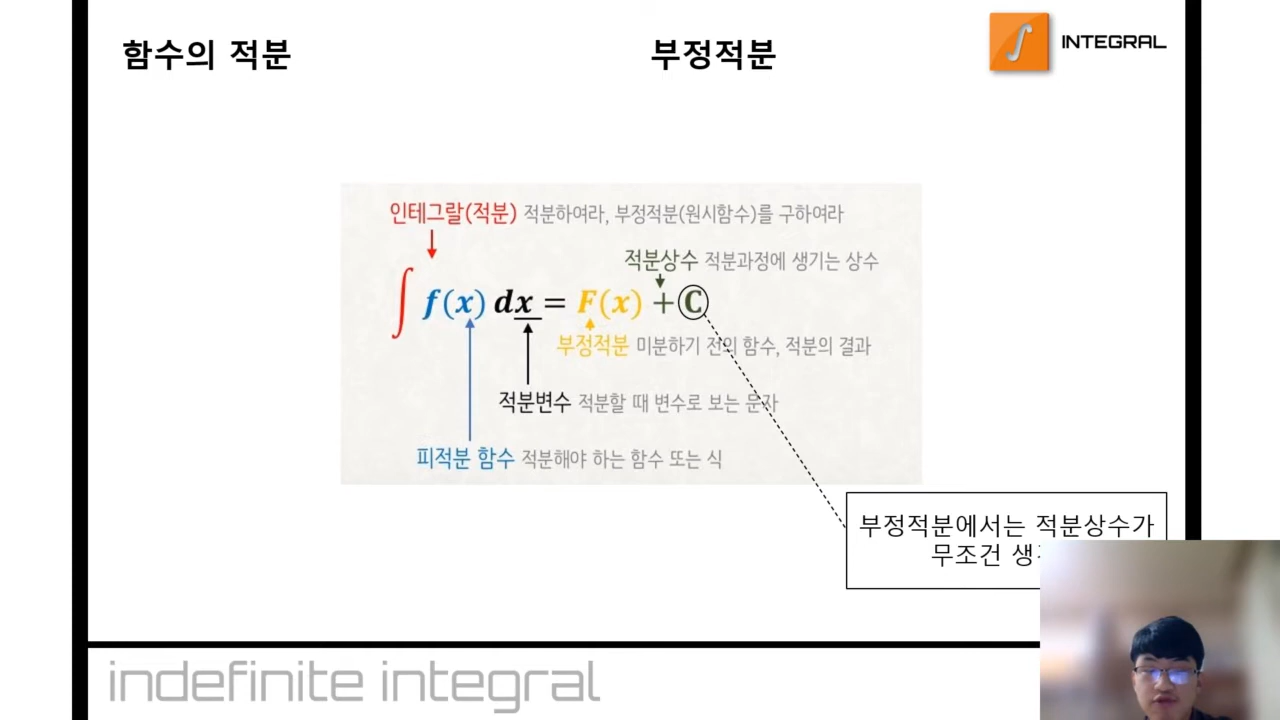 함수의 적분
부정적분
INTEGRAL
인테그랄(적분) 적분하여라, 부정적분(원시함수)를 구하여라
적분상수 적분과정에 생기는 상수
∫ f(x) dx = F(x) + C
부정적분 미분하기 전의 함수, 적분의 결과
적분변수 적분할 때 변수로 보는 문자
피적분 함수 적분해야 하는 함수 또는 식
부정적분에서는 적분상수가
무조건
indefinite integral